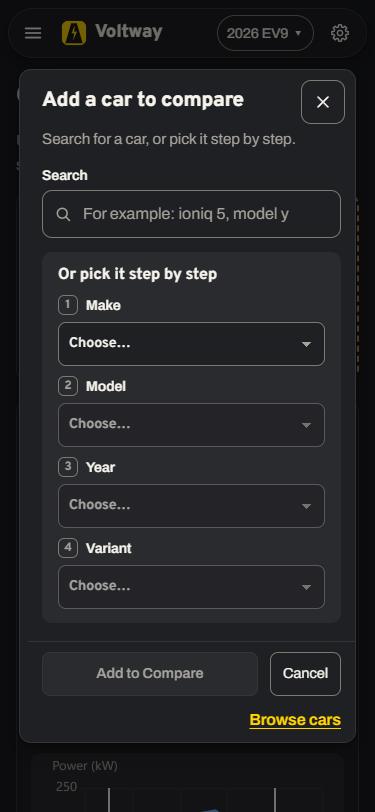 Voltway
2026 EV9
Add a car to compare
Search for a car, or pick it step by step.
Search
For example: ioniq 5, model y
Or pick it step by step
1 Make
Choose...
2 Model
Choose...
3 Year
Choose...
4 Variant
Choose...
Add to Compare
Cancel
Browse cars
Power (kW)
250